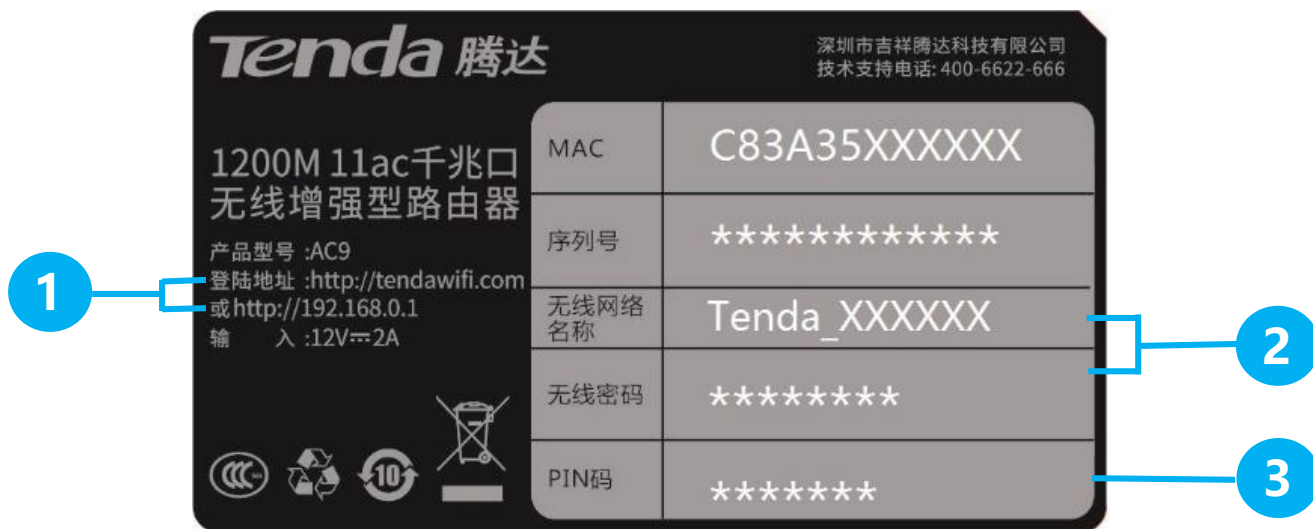 Tenda 腾达
深圳市吉祥腾达科技有限公司
技术支持电话: 400-6622-666
1200M 11ac千兆口
无线增强型路由器
产品型号 :AC9
登陆地址 :http://tendawifi.com
或http://192.168.0.1
输 入 :12V⎓2A
MAC C83A35XXXXXX
序列号 ************
无线网络
名称 Tenda_XXXXXX
无线密码 ********
PIN码 *******
1
2
3
CCC
10